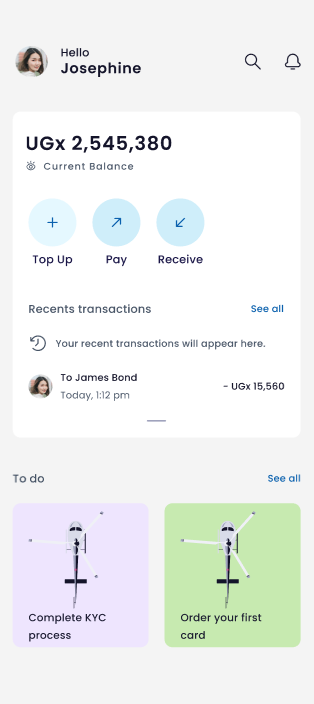 Hello
Josephine
UGx 2,545,380
Current Balance
Top Up
Pay
Receive
Recents transactions
See all
Your recent transactions will appear here.
To James Bond
- UGx 15,560
Today, 1:12 pm
To do
See all
Complete KYC
process
Order your first
card